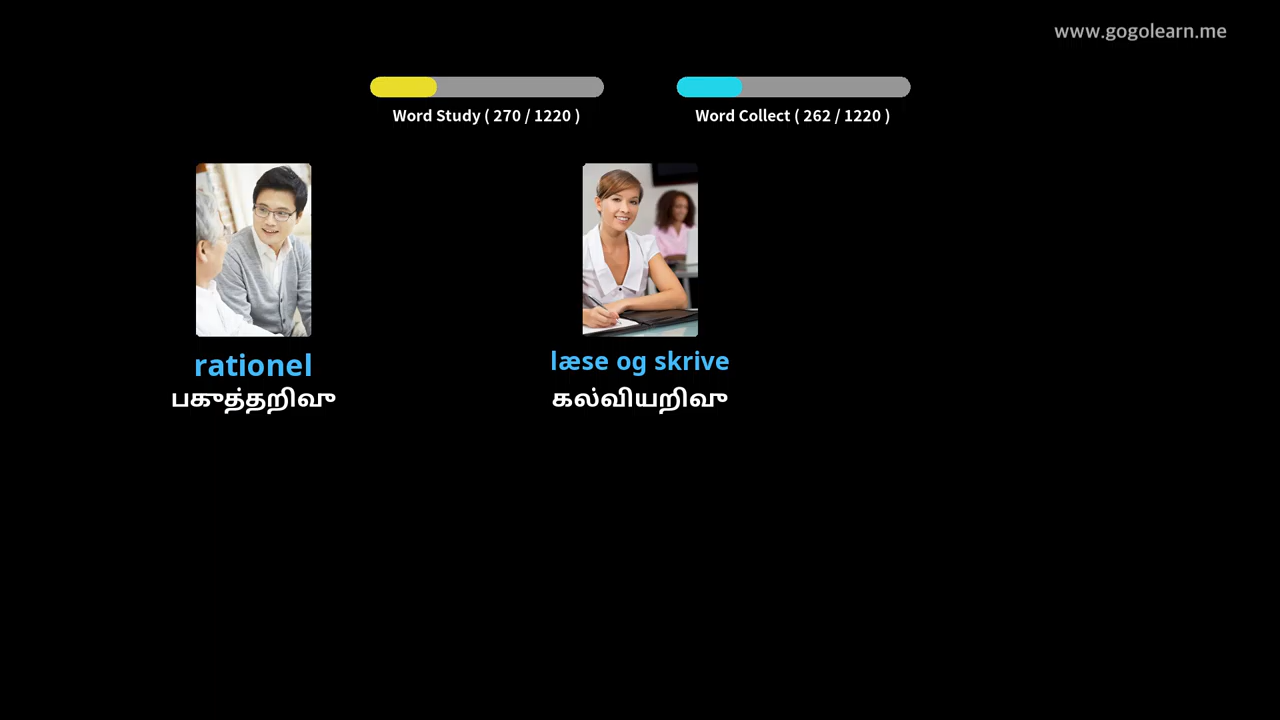 www.gogolearn.me
Word Study ( 270 / 1220 )
Word Collect ( 262 / 1220 )
rationel
læse og skrive
பகுத்தறிவு
கல்வியறிவு